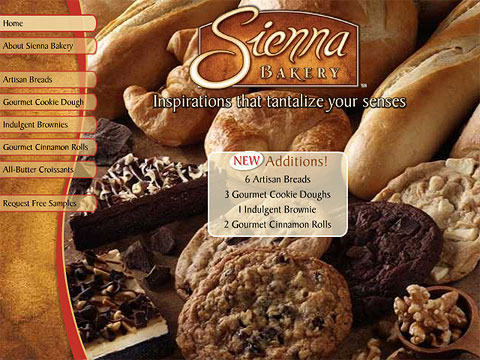 Home
About Sienna Bakery
Artisan Breads
Gourmet Cookie Dough
Indulgent Brownies
Gourmet Cinnamon Rolls
All-Butter Croissants
Request Free Samples
Sienna
BAKERY
Inspirations that tantalize your senses
NEW Additions!
6 Artisan Breads
3 Gourmet Cookie Doughs
1 Indulgent Brownie
2 Gourmet Cinnamon Rolls